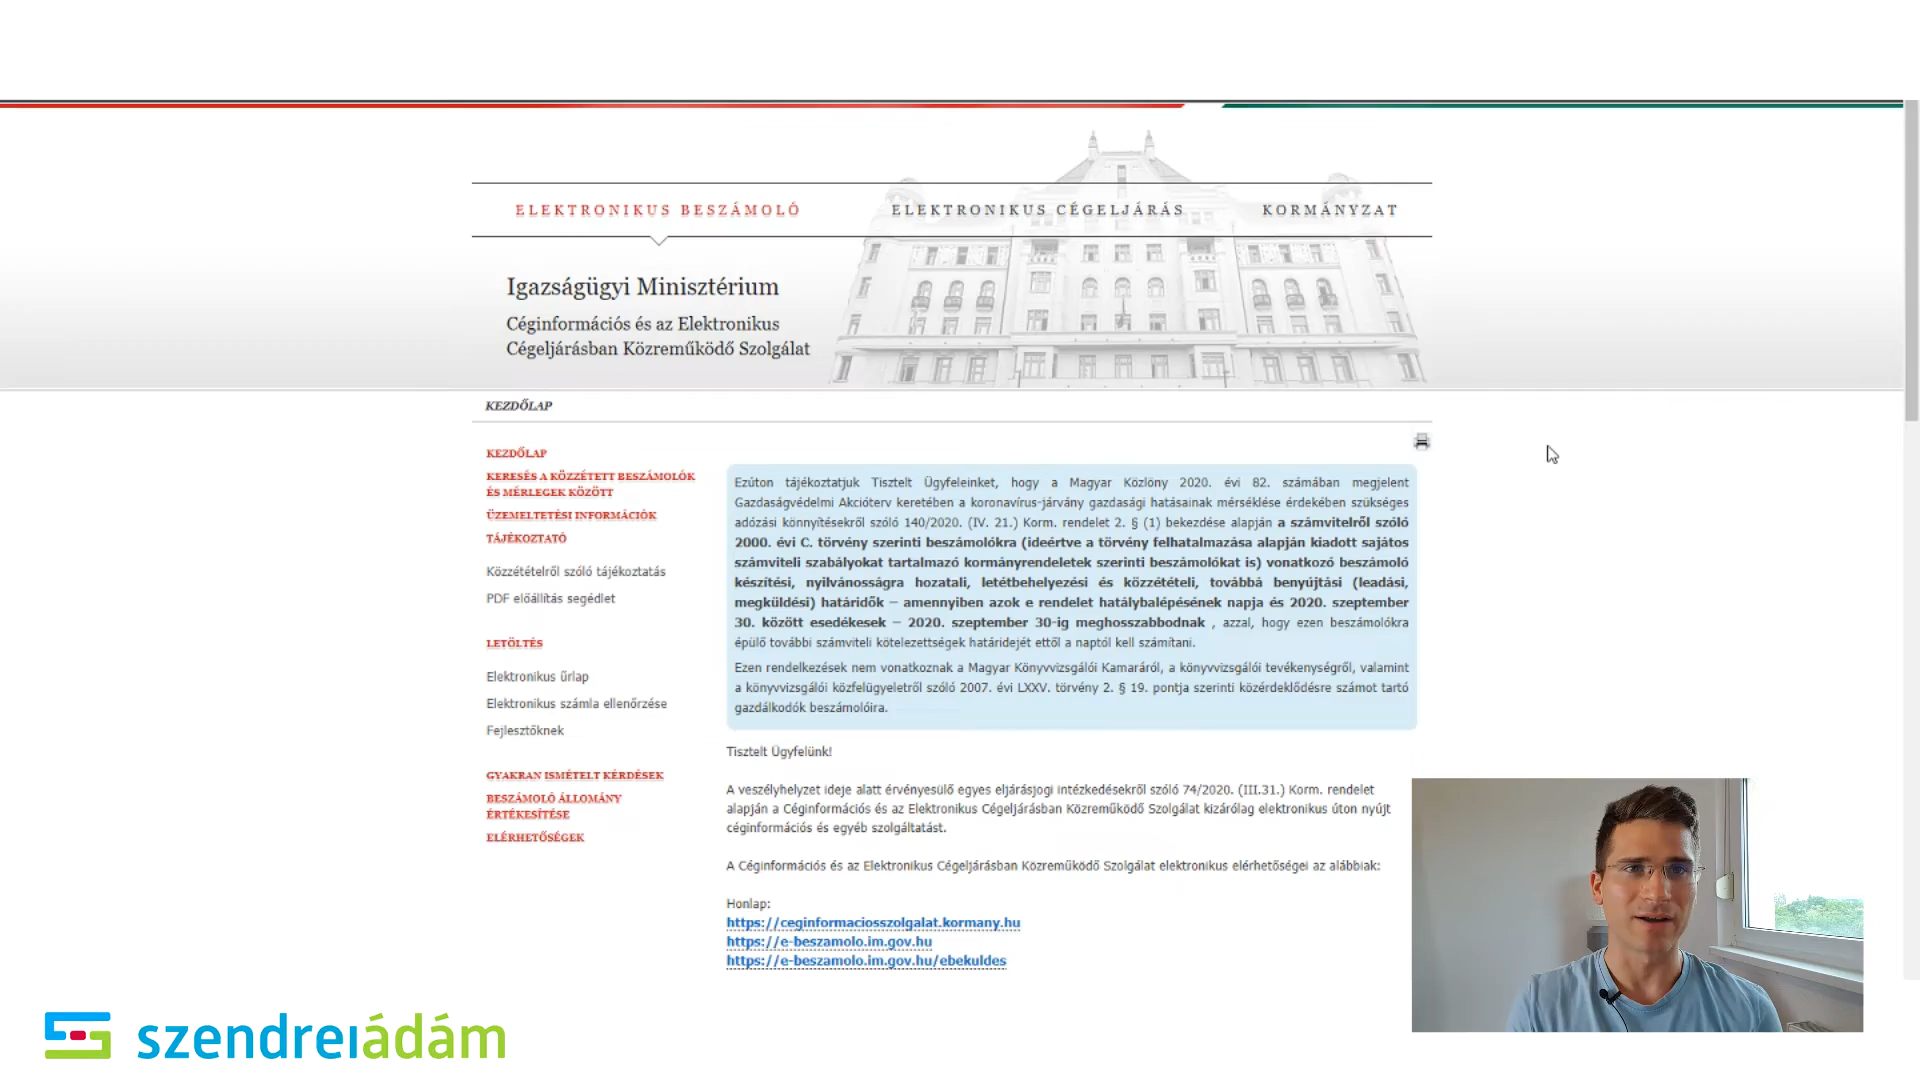 ELEKTRONIKUS BESZÁMOLÓ
ELEKTRONIKUS CÉGELJÁRÁS
KORMÁNYZAT
Igazságügyi Minisztérium
Céginformációs és az Elektronikus
Cégeljárásban Közreműködő Szolgálat
KEZDŐLAP
KEZDŐLAP
KERESÉS A KÖZZÉTETT BESZÁMOLÓK
ÉS MÉRLEGEK KÖZÖTT
ÜZEMELTETÉSI INFORMÁCIÓK
TÁJÉKOZTATÓ
Közzétételről szóló tájékoztatás
PDF előállítás segédlet
LETÖLTÉS
Elektronikus űrlap
Elektronikus számla ellenőrzése
Fejlesztőknek
GYAKRAN ISMÉTELT KÉRDÉSEK
BESZÁMOLÓ ÁLLOMÁNY
ÉRTÉKESÍTÉSE
ELÉRHETŐSÉGEK
Ezúton tájékoztatjuk Tisztelt Ügyfeleinket, hogy a Magyar Közlöny 2020. évi 82. számában megjelent
Gazdaságvédelmi Akcióterv keretében a koronavírus-járvány gazdasági hatásainak mérséklése érdekében szükséges
adózási könnyítésekről szóló 140/2020. (IV. 21.) Korm. rendelet 2. § (1) bekezdése alapján a számvitelről szóló
2000. évi C. törvény szerinti beszámolókra (ideértve a törvény felhatalmazása alapján kiadott sajátos
számviteli szabályokat tartalmazó kormányrendeletek szerinti beszámolókat is) vonatkozó beszámoló
készítési, nyilvánosságra hozatali, letétbehelyezési és közzétételi, továbbá benyújtási (leadási,
megküldési) határidők – amennyiben azok e rendelet hatálybalépésének napja és 2020. szeptember
30. között esedékesek – 2020. szeptember 30-ig meghosszabbodnak , azzal, hogy ezen beszámolókra
épülő további számviteli kötelezettségek határidejét ettől a naptól kell számítani.
Ezen rendelkezések nem vonatkoznak a Magyar Könyvvizsgálói Kamaráról, a könyvvizsgálói tevékenységről, valamint
a könyvvizsgálói közfelügyeletről szóló 2007. évi LXXV. törvény 2. § 19. pontja szerinti közérdeklődésre számot tartó
gazdálkodók beszámolóira.
Tisztelt Ügyfelünk!
A veszélyhelyzet ideje alatt érvényesülő egyes eljárásjogi intézkedésekről szóló 74/2020. (III.31.) Korm. rendelet
alapján a Céginformációs és az Elektronikus Cégeljárásban Közreműködő Szolgálat kizárólag elektronikus úton nyújt
céginformációs és egyéb szolgáltatást.
A Céginformációs és az Elektronikus Cégeljárásban Közreműködő Szolgálat elektronikus elérhetőségei az alábbiak:
Honlap:
https://ceginformaciosszolgalat.kormany.hu
https://e-beszamolo.im.gov.hu
https://e-beszamolo.im.gov.hu/ebekuldes
szendreiádám